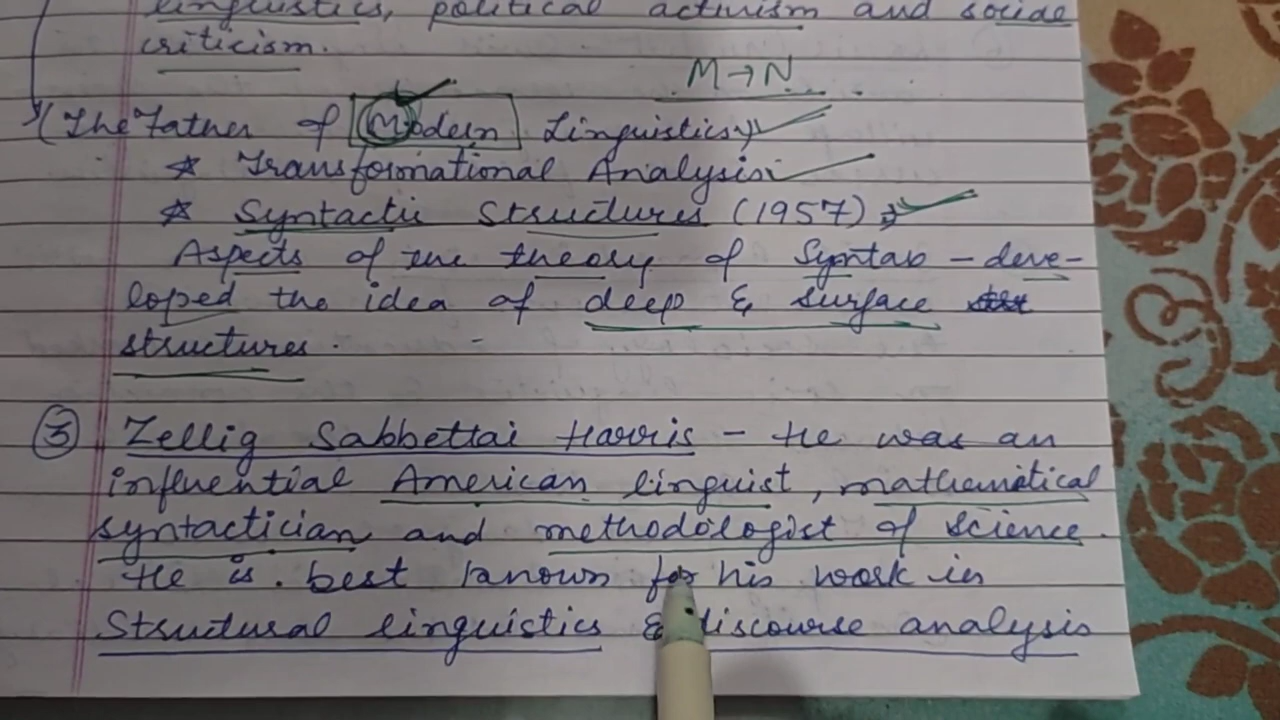 linguistics, political activism and socide
criticism.
M→N
(The Father of Modern Linguistics)
* Transformational Analysis
* Syntactic Structures (1957);
Aspects of the theory of Syntax – deve-
loped the idea of deep & surface
structures.
③ Zellig Sabbettai Harris – He was an
influential American linguist, mathematical
syntactician and methodologist of science.
He is best known for his work in
Structural linguistics & discourse analysis